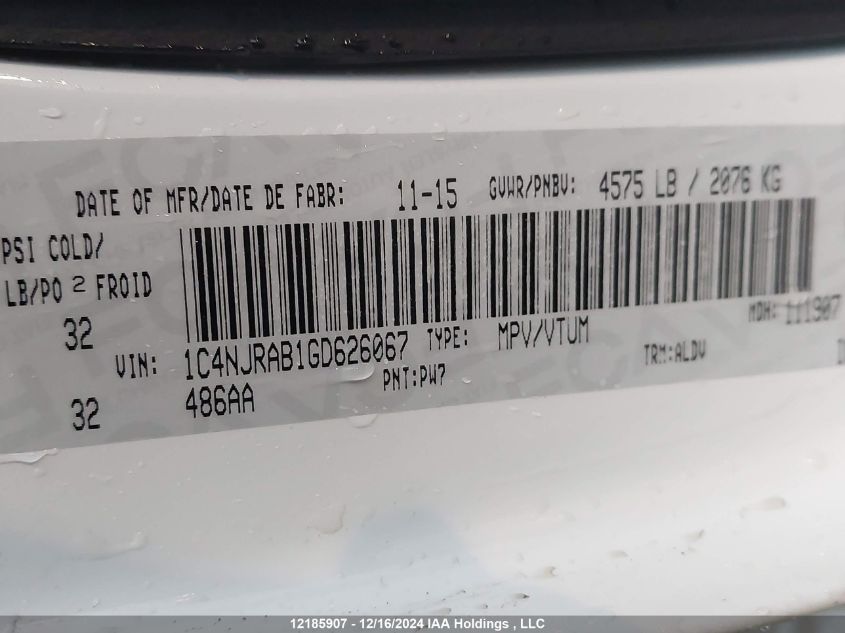 DATE OF MFR/DATE DE FABR: 11-15 GVWR/PNBV: 4575 LB / 2076 KG
PSI COLD/
LB/PO 2 FROID
32
VIN: 1C4NJRAB1GD626067 TYPE: MPV/VTUM MDH: 111907
32 486AA PNT:PW7 TRM:ALDV
12185907 - 12/16/2024 IAA Holdings , LLC